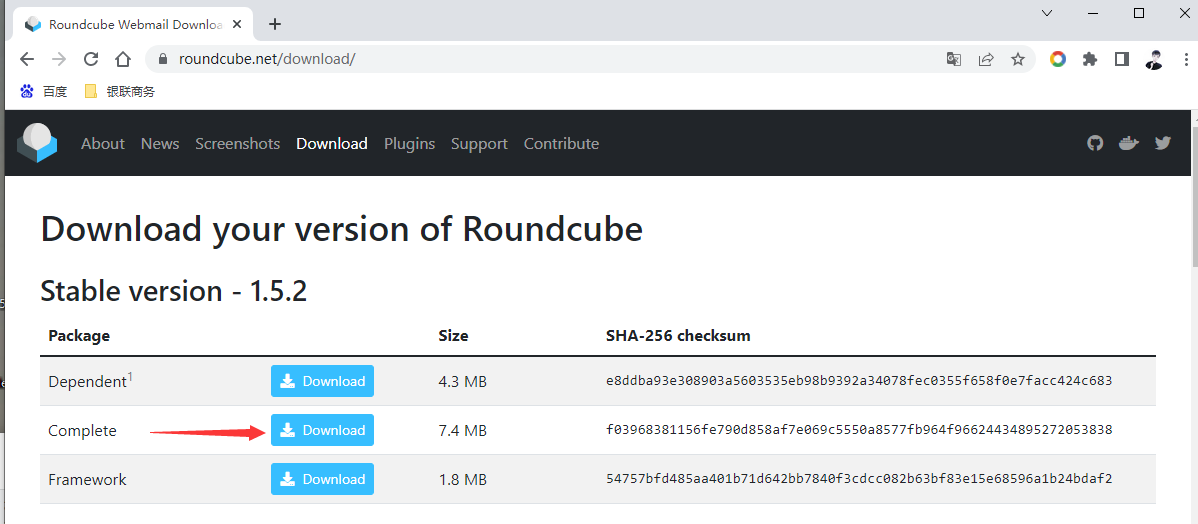 Roundcube Webmail Downloa
roundcube.net/download/
百度 银联商务
About News Screenshots Download Plugins Support Contribute
Download your version of Roundcube
Stable version - 1.5.2
Package Size SHA-256 checksum
Dependent1 Download 4.3 MB e8ddba93e308903a5603535eb98b9392a34078fec0355f658f0e7facc424c683
Complete Download 7.4 MB f03968381156fe790d858af7e069c5550a8577fb964f96624434895272053838
Framework Download 1.8 MB 54757bfd485aa401b71d642bb7840f3cdcc082b63bf83e15e68596a1b24bdaf2